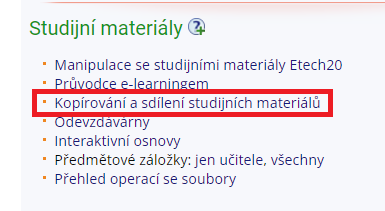 Studijní materiály
Manipulace se studijními materiály Etech20
Průvodce e-learningem
Kopírování a sdílení studijních materiálů
Odevzdávárny
Interaktivní osnovy
Předmětové záložky: jen učitele, všechny
Přehled operací se soubory